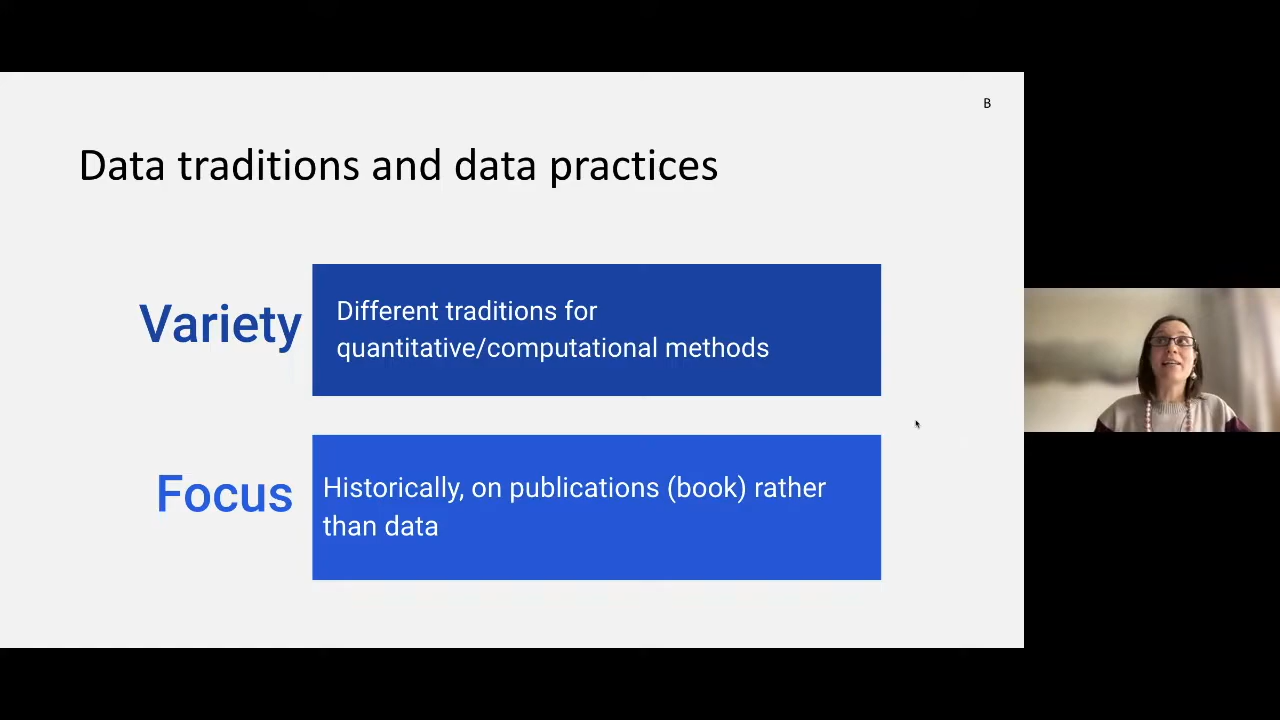 B
Data traditions and data practices
Variety
Different traditions for
quantitative/computational methods
Focus
Historically, on publications (book) rather
than data